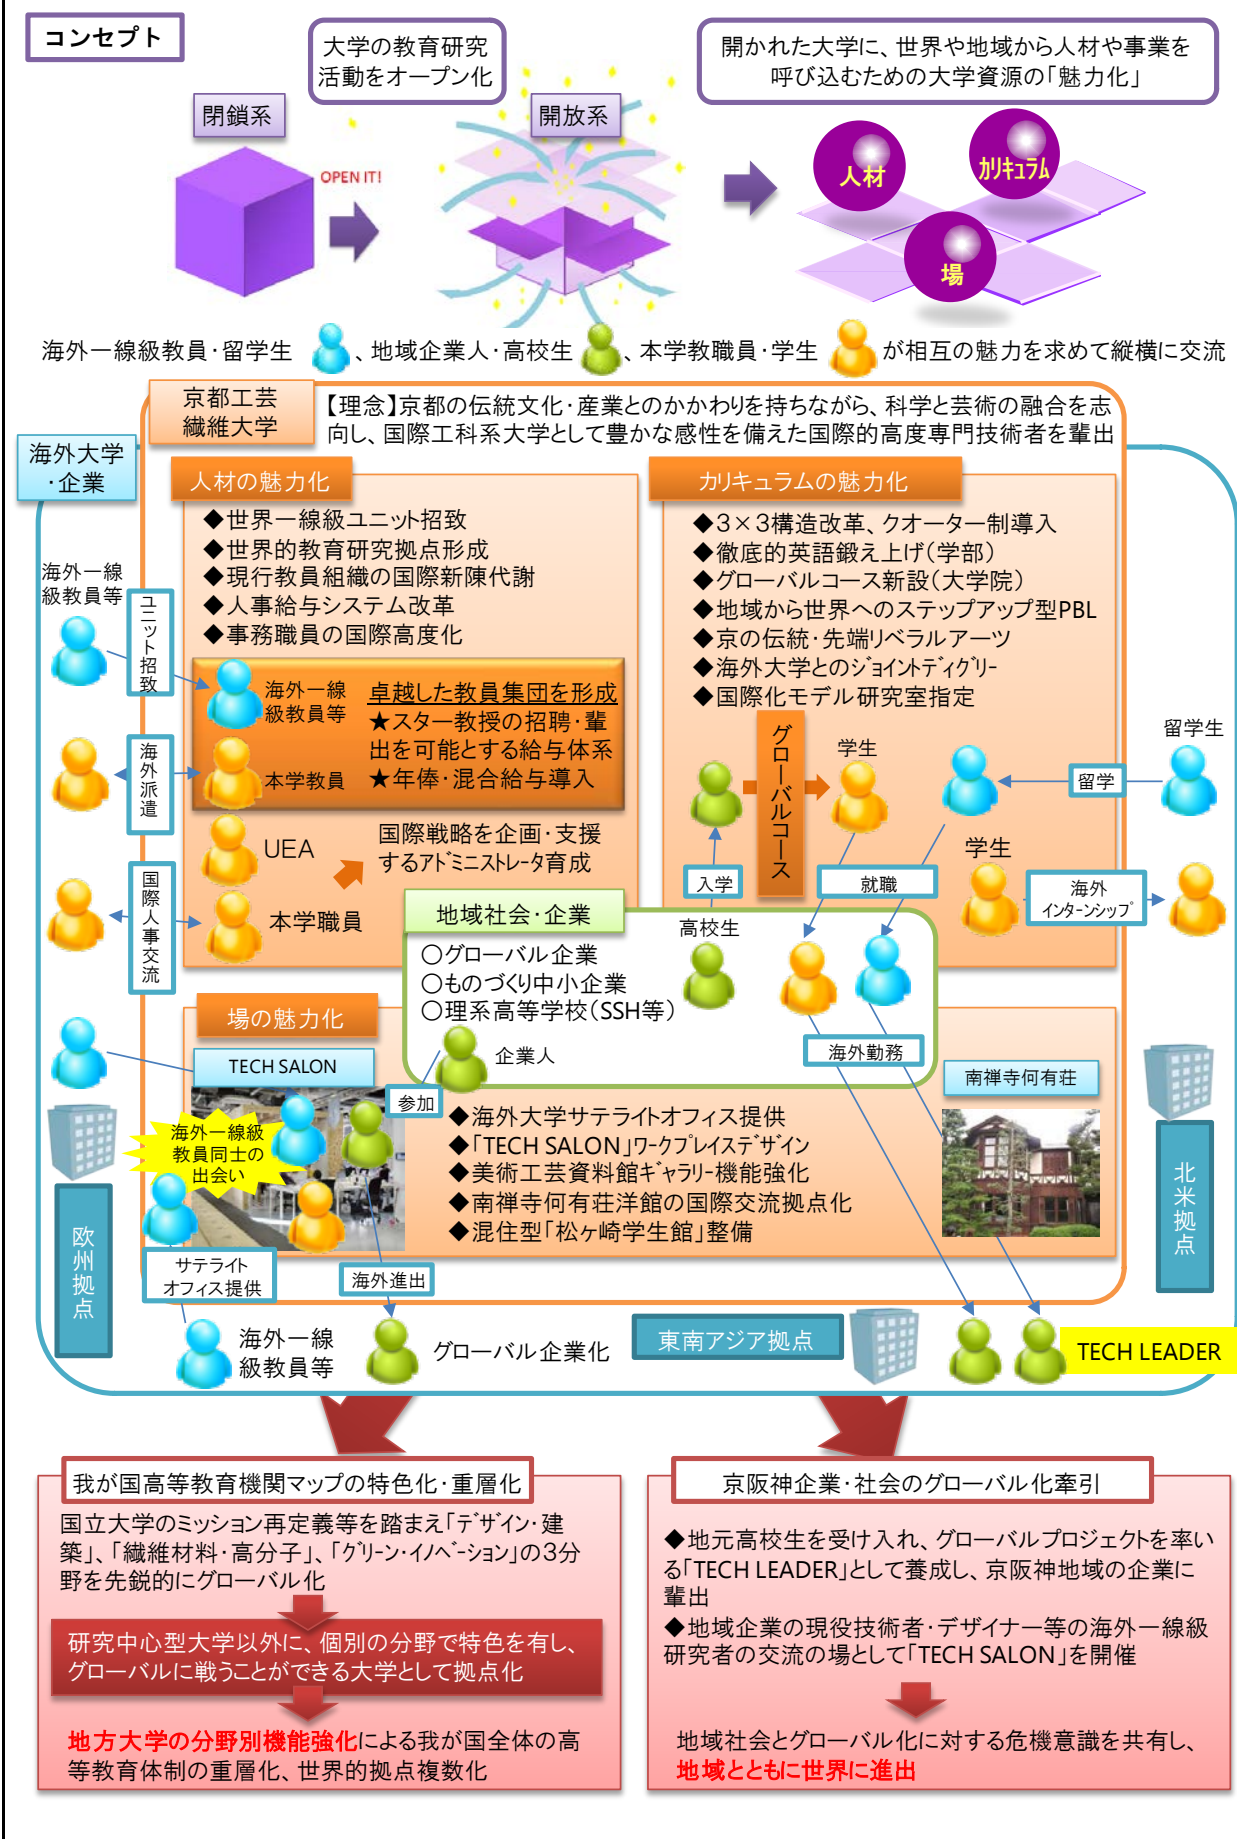 コンセプト
大学の教育研究
活動をオープン化
開かれた大学に、世界や地域から人材や事業を
呼び込むための大学資源の「魅力化」
閉鎖系
OPEN IT!
開放系
人材
カリキュラム
場
海外一線級教員・留学生 、地域企業人・高校生 、本学教職員・学生 が相互の魅力を求めて縦横に交流
京都工芸
繊維大学
【理念】京都の伝統文化・産業とのかかわりを持ちながら、科学と芸術の融合を志
向し、国際工科系大学として豊かな感性を備えた国際的高度専門技術者を輩出
海外大学
・企業
人材の魅力化
◆世界一線級ユニット招致
◆世界的教育研究拠点形成
◆現行教員組織の国際新陳代謝
◆人事給与システム改革
◆事務職員の国際高度化
カリキュラムの魅力化
◆3×3構造改革、クオーター制導入
◆徹底的英語鍛え上げ(学部)
◆グローバルコース新設(大学院)
◆地域から世界へのステップアップ型PBL
◆京の伝統・先端リベラルアーツ
◆海外大学とのジョイントディグリー
◆国際化モデル研究室指定
海外一線
級教員等
ユニット招致
海外一線
級教員等
卓越した教員集団を形成
★スター教授の招聘・輩
出を可能とする給与体系
★年俸・混合給与導入
本学教員
海外派遣
UEA
国際戦略を企画・支援
するアドミニストレータ育成
国際人事交流
本学職員
グローバルコース
学生
留学生
留学
入学
就職
学生
海外
インターンシップ
地域社会・企業
○グローバル企業
○ものづくり中小企業
○理系高等学校(SSH等)
高校生
企業人
海外勤務
場の魅力化
TECH SALON
参加
海外一線級
教員同士の
出会い
◆海外大学サテライトオフィス提供
◆「TECH SALON」ワークプレイスデザイン
◆美術工芸資料館ギャラリー機能強化
◆南禅寺何有荘洋館の国際交流拠点化
◆混住型「松ヶ崎学生館」整備
南禅寺何有荘
欧州拠点
北米拠点
サテライト
オフィス提供
海外進出
海外一線
級教員等
グローバル企業化
東南アジア拠点
TECH LEADER
我が国高等教育機関マップの特色化・重層化
国立大学のミッション再定義等を踏まえ「デザイン・建
築」、「繊維材料・高分子」、「グリーン・イノベーション」の3分
野を先鋭的にグローバル化
研究中心型大学以外に、個別の分野で特色を有し、
グローバルに戦うことができる大学として拠点化
地方大学の分野別機能強化による我が国全体の高
等教育体制の重層化、世界的拠点複数化
京阪神企業・社会のグローバル化牽引
◆地元高校生を受け入れ、グローバルプロジェクトを率い
る「TECH LEADER」として養成し、京阪神地域の企業に
輩出
◆地域企業の現役技術者・デザイナー等の海外一線級
研究者の交流の場として「TECH SALON」を開催
地域社会とグローバル化に対する危機意識を共有し、
地域とともに世界に進出